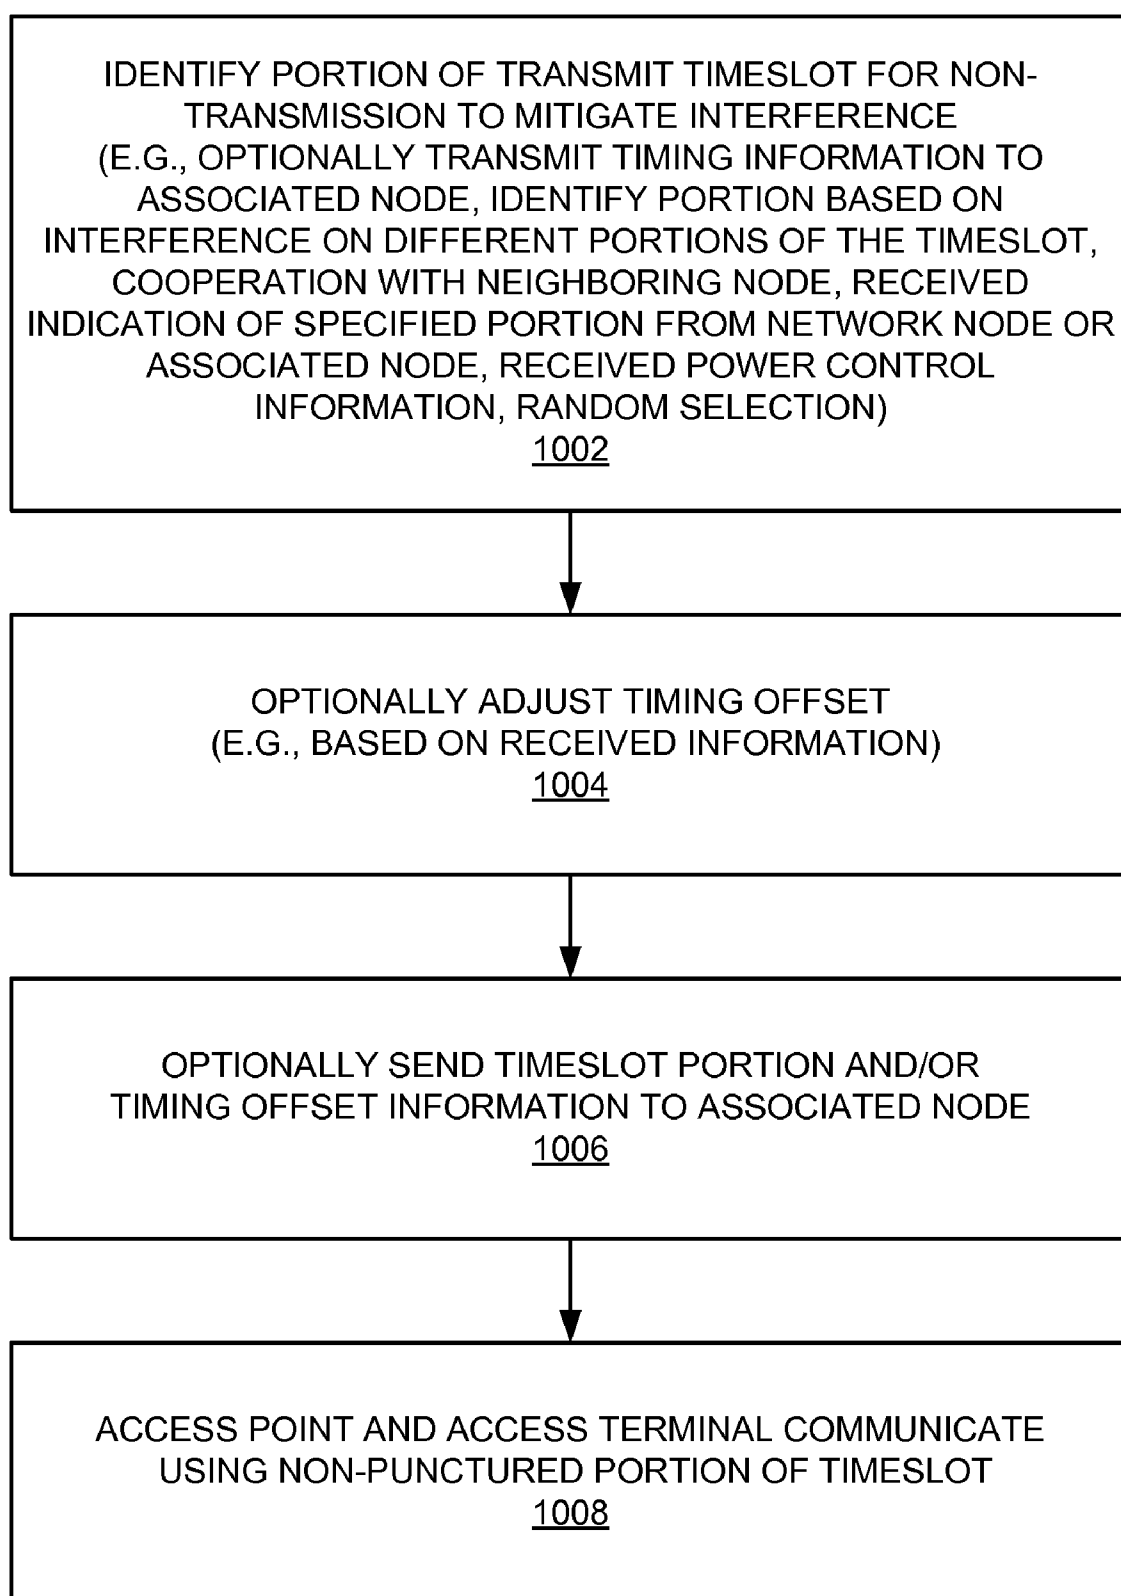 IDENTIFY PORTION OF TRANSMIT TIMESLOT FOR NON-
TRANSMISSION TO MITIGATE INTERFERENCE
(E.G., OPTIONALLY TRANSMIT TIMING INFORMATION TO
ASSOCIATED NODE, IDENTIFY PORTION BASED ON
INTERFERENCE ON DIFFERENT PORTIONS OF THE TIMESLOT,
COOPERATION WITH NEIGHBORING NODE, RECEIVED
INDICATION OF SPECIFIED PORTION FROM NETWORK NODE OR
ASSOCIATED NODE, RECEIVED POWER CONTROL
INFORMATION, RANDOM SELECTION)
1002
OPTIONALLY ADJUST TIMING OFFSET
(E.G., BASED ON RECEIVED INFORMATION)
1004
OPTIONALLY SEND TIMESLOT PORTION AND/OR
TIMING OFFSET INFORMATION TO ASSOCIATED NODE
1006
ACCESS POINT AND ACCESS TERMINAL COMMUNICATE
USING NON-PUNCTURED PORTION OF TIMESLOT
1008